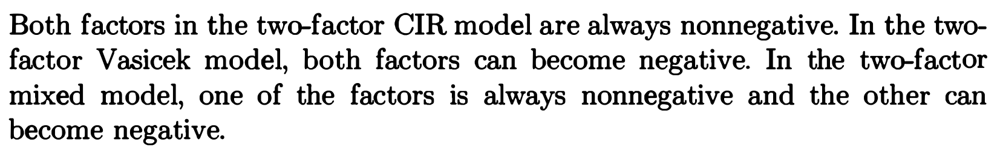 Both factors in the two-factor CIR model are always nonnegative. In the two-
factor Vasicek model, both factors can become negative. In the two-factor
mixed model, one of the factors is always nonnegative and the other can
become negative.